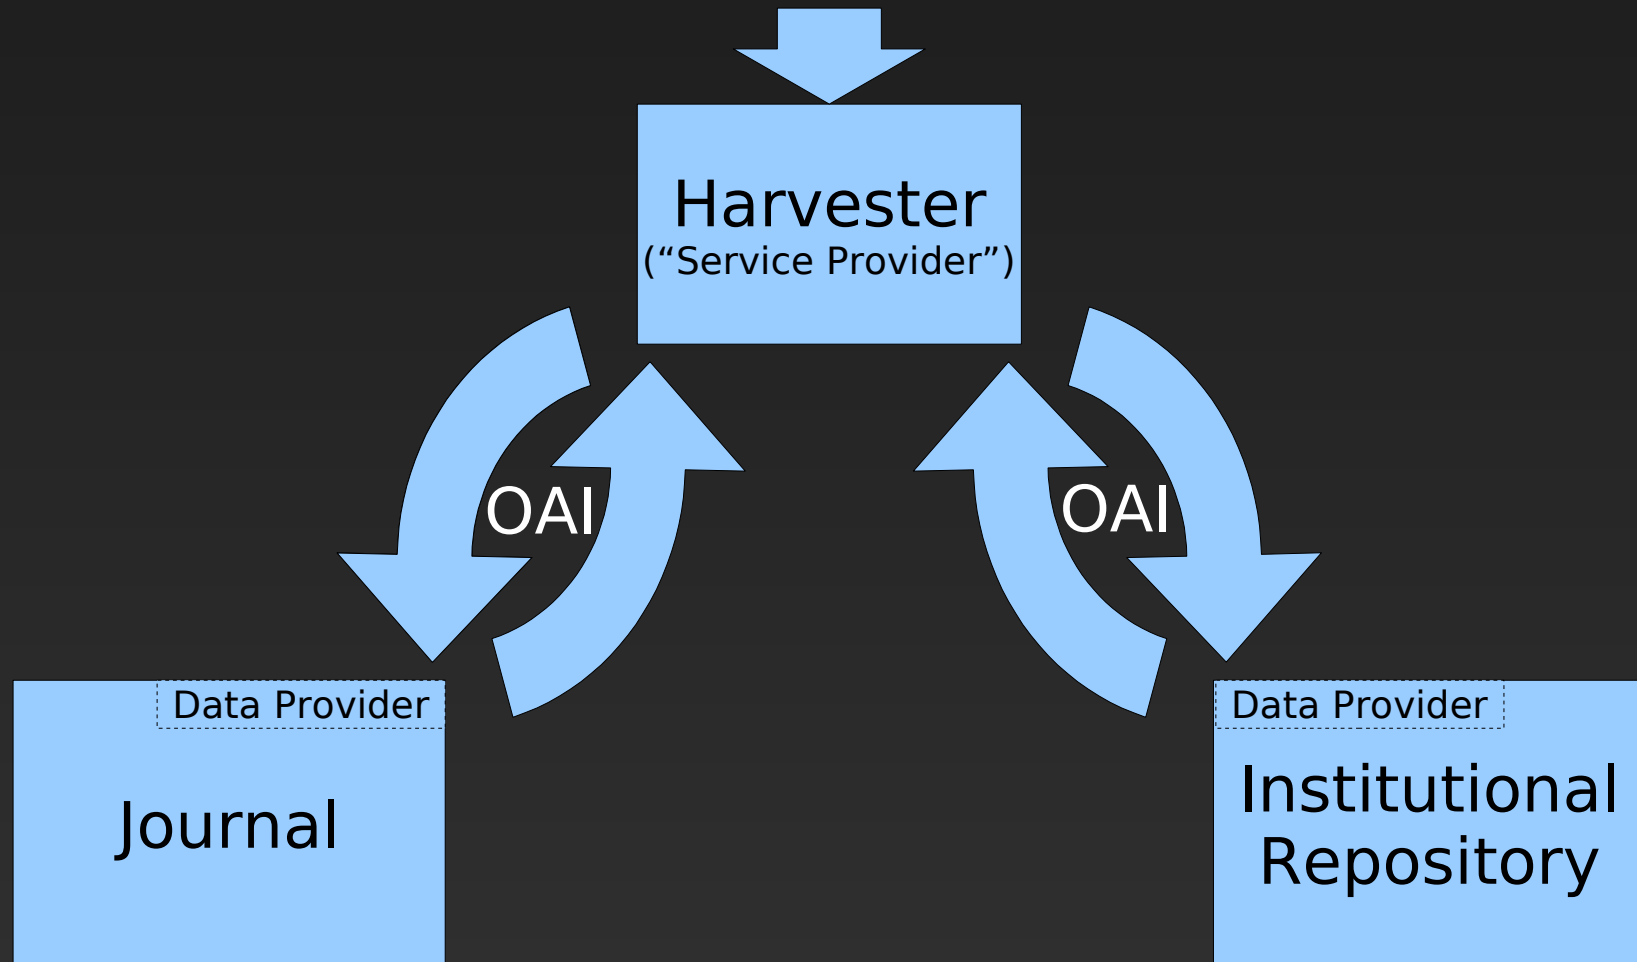 Harvester
(“Service Provider”)
OAI
OAI
Data Provider
Journal
Data Provider
Institutional
Repository